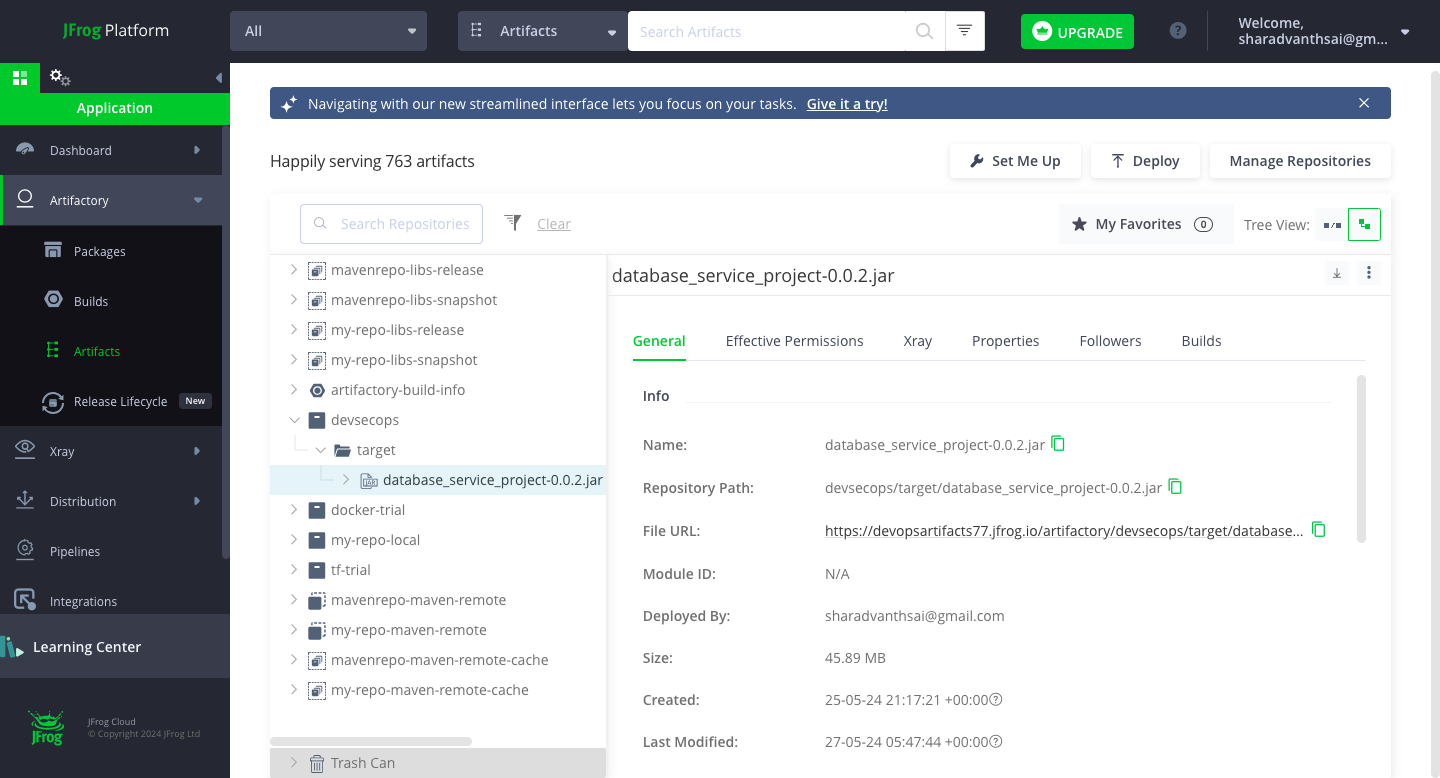 JFrog Platform
All
Artifacts
Search Artifacts
UPGRADE
?
Welcome,
sharadvanthsai@gm...
Application
Dashboard
Artifactory
Packages
Builds
Artifacts
Release Lifecycle New
Xray
Distribution
Pipelines
Integrations
Learning Center
JFrog
JFrog Cloud
© Copyright 2024 JFrog Ltd
Navigating with our new streamlined interface lets you focus on your tasks. Give it a try!
Happily serving 763 artifacts
Set Me Up
Deploy
Manage Repositories
Search Repositories
Clear
My Favorites 0
Tree View:
mavenrepo-libs-release
mavenrepo-libs-snapshot
my-repo-libs-release
my-repo-libs-snapshot
artifactory-build-info
devsecops
target
JAR database_service_project-0.0.2.jar
docker-trial
my-repo-local
tf-trial
mavenrepo-maven-remote
my-repo-maven-remote
mavenrepo-maven-remote-cache
my-repo-maven-remote-cache
Trash Can
database_service_project-0.0.2.jar
General
Effective Permissions
Xray
Properties
Followers
Builds
Info
Name: database_service_project-0.0.2.jar
Repository Path: devsecops/target/database_service_project-0.0.2.jar
File URL: https://devopsartifacts77.jfrog.io/artifactory/devsecops/target/database...
Module ID: N/A
Deployed By: sharadvanthsai@gmail.com
Size: 45.89 MB
Created: 25-05-24 21:17:21 +00:00?
Last Modified: 27-05-24 05:47:44 +00:00?